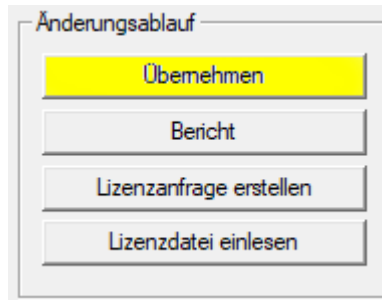 Änderungsablauf
Übernehmen
Bericht
Lizenzanfrage erstellen
Lizenzdatei einlesen